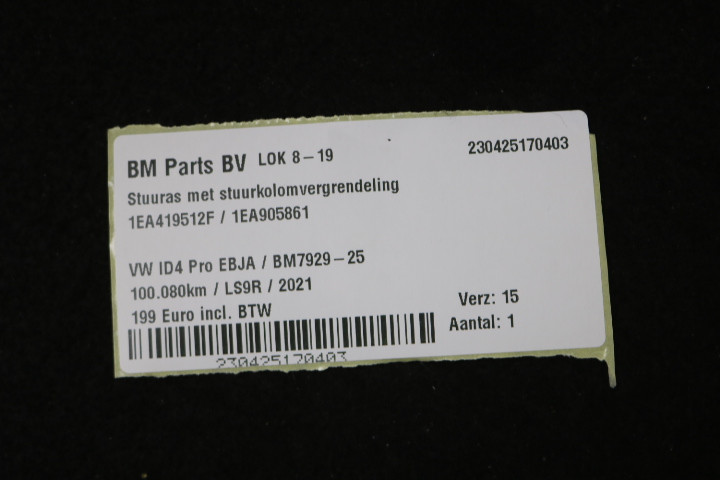 BM Parts BV LOK 8-19 230425170403
Stuuras met stuurkolomvergrendeling
1EA419512F / 1EA905861
VW ID4 Pro EBJA / BM7929-25
100.080km / LS9R / 2021
199 Euro incl. BTW
Verz: 15
Aantal: 1
230425170403